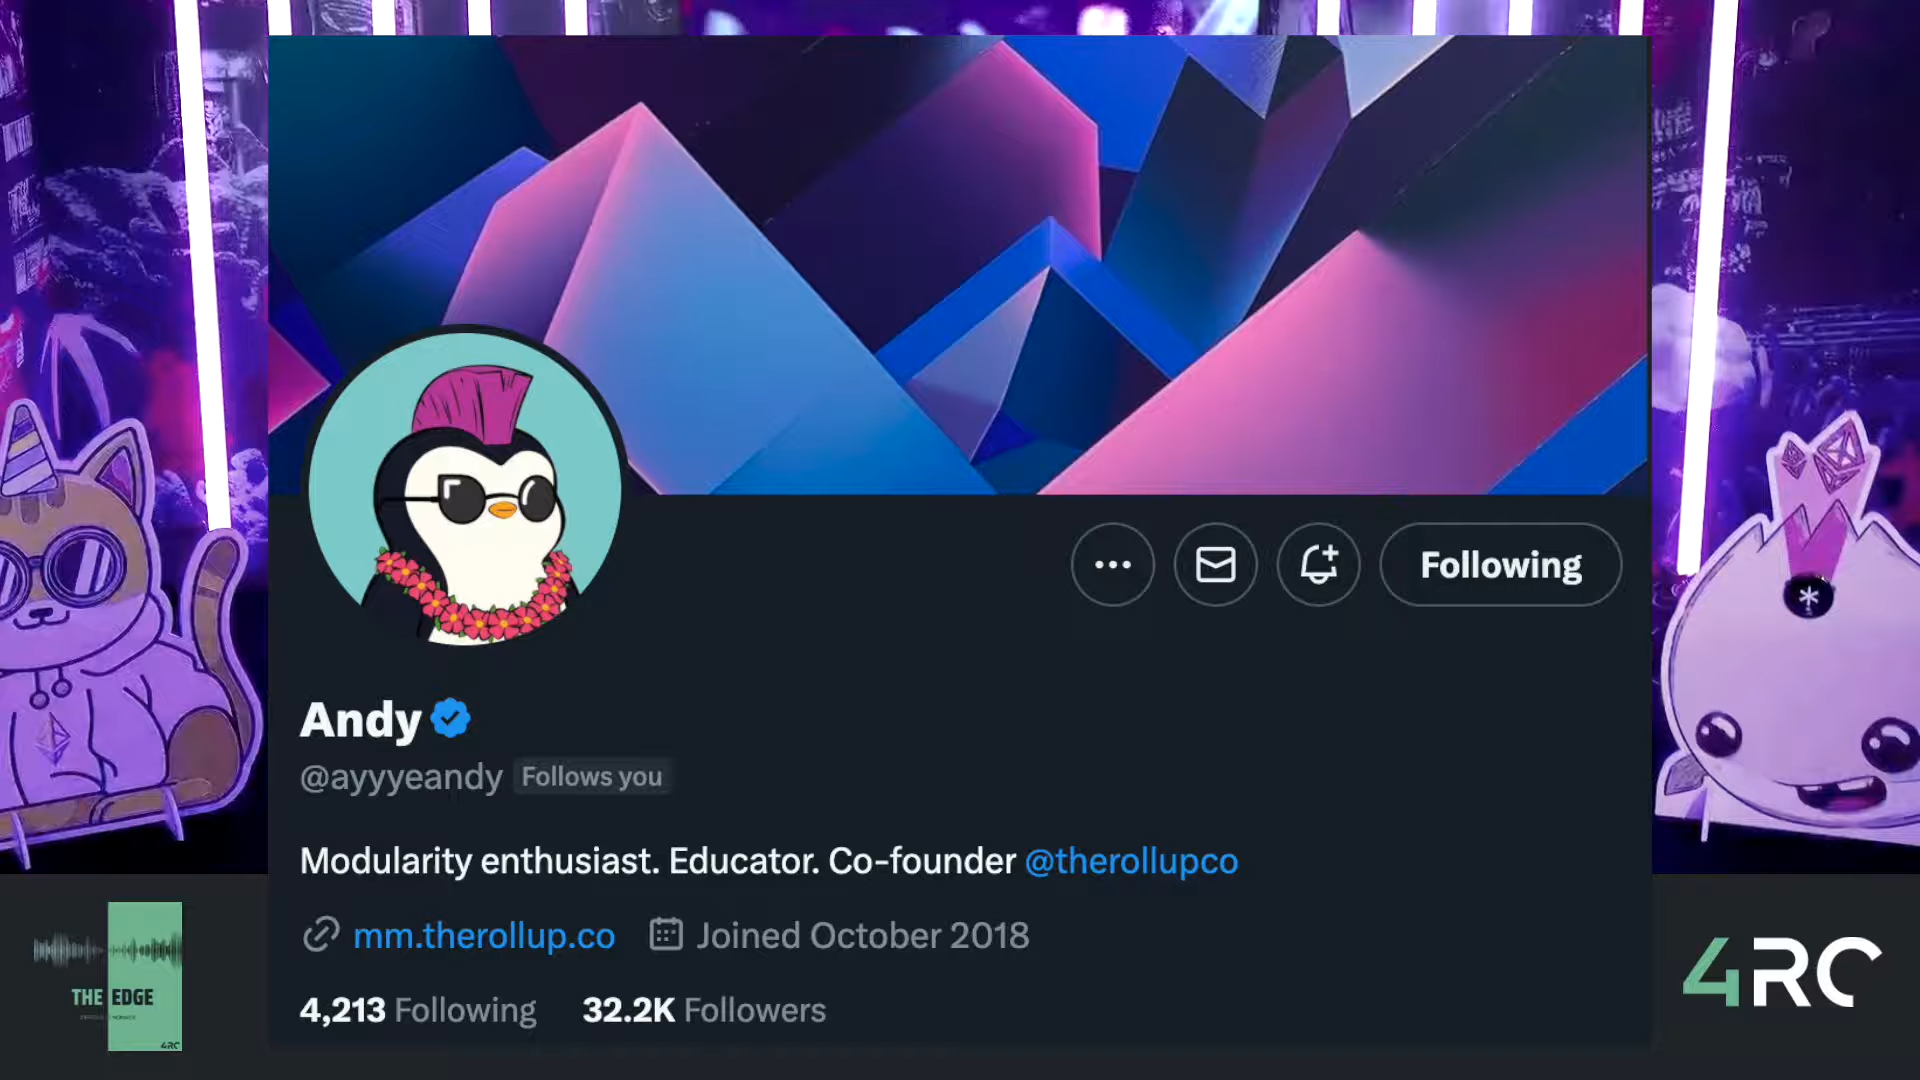 Following
Andy
@ayyyeandy Follows you
Modularity enthusiast. Educator. Co-founder @therollupco
mm.therollup.co Joined October 2018
4,213 Following 32.2K Followers
THE EDGE
4RC
4RC